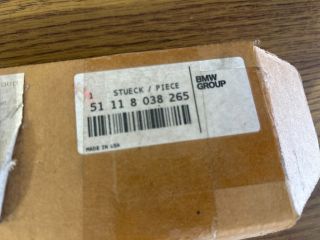 1 STUECK / PIECE
51 11 8 038 265
BMW
GROUP
MADE IN USA